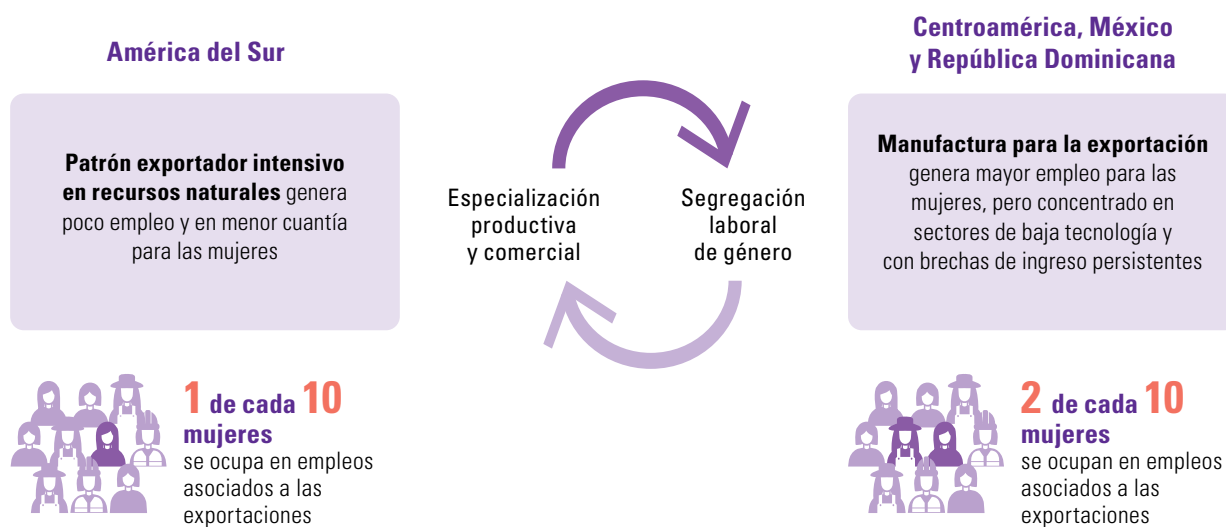 América del Sur
Patrón exportador intensivo
en recursos naturales genera
poco empleo y en menor cuantía
para las mujeres
1 de cada 10
mujeres
se ocupa en empleos
asociados a las
exportaciones
Especialización
productiva
y comercial
Segregación
laboral
de género
Centroamérica, México
y República Dominicana
Manufactura para la exportación
genera mayor empleo para las
mujeres, pero concentrado en
sectores de baja tecnología y
con brechas de ingreso persistentes
2 de cada 10
mujeres
se ocupan en empleos
asociados a las
exportaciones